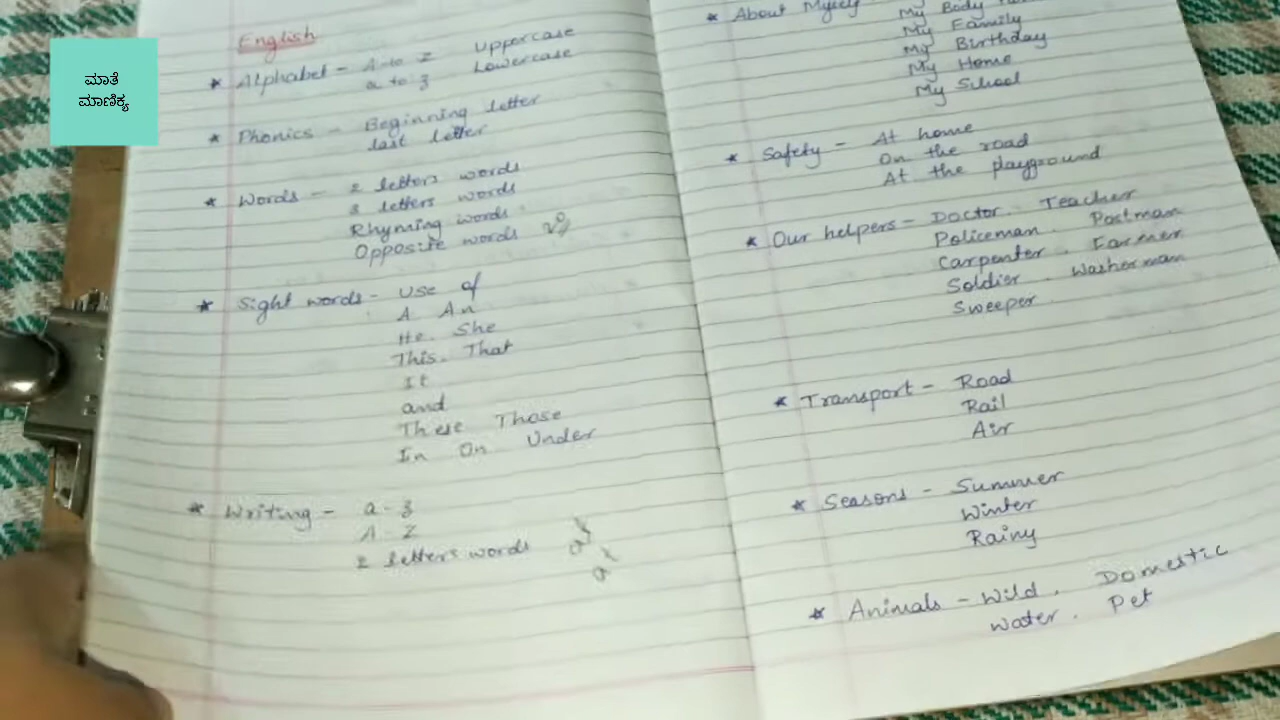 ಮಾತೆ
ಮಾಣಿಕ್ಯ
English
* Alphabet - A to Z Uppercase
a to z Lowercase
* Phonics - Beginning letter
last letter
* Words - 2 letters words
3 letters words
Rhyming words
Opposite words
* Sight words - Use of
A An
He. She
This. That
It
and
These Those
In On Under
* Writing - a - z
A - Z
2 letters words
* About Myself
My Body
My Family
My Birthday
My Home
My School
* Safety - At home
On the road
At the playground
* Our helpers - Doctor. Teacher
Policeman. Postman
Carpenter. Farmer
Soldier. Washerman
Sweeper
* Transport - Road
Rail
Air
* Seasons - Summer
Winter
Rainy
* Animals - Wild. Domestic
Water. Pet